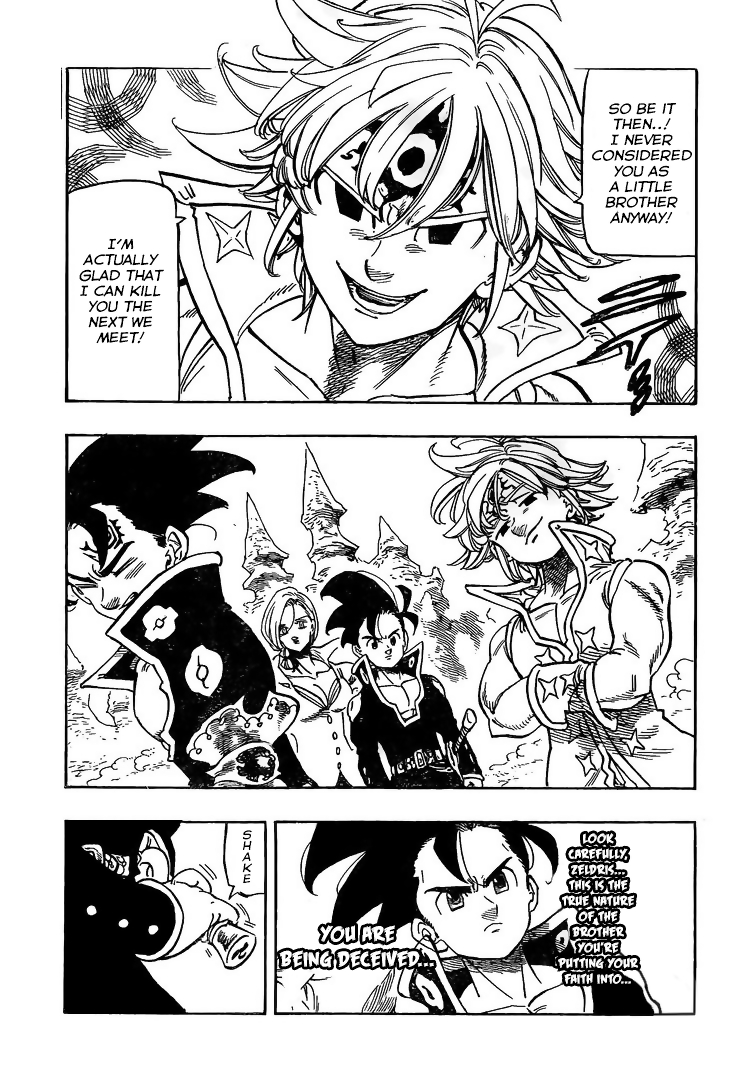 SO BE IT
THEN..!
I NEVER
CONSIDERED
YOU AS
A LITTLE
BROTHER
ANYWAY!
I'M
ACTUALLY
GLAD THAT
I CAN KILL
YOU THE
NEXT WE
MEET!
SHAKE
LOOK
CAREFULLY,
ZELDRIS...
THIS IS THE
TRUE NATURE
OF THE
BROTHER
YOU'RE
PUTTING YOUR
FAITH INTO...
YOU ARE
BEING DECEIVED...